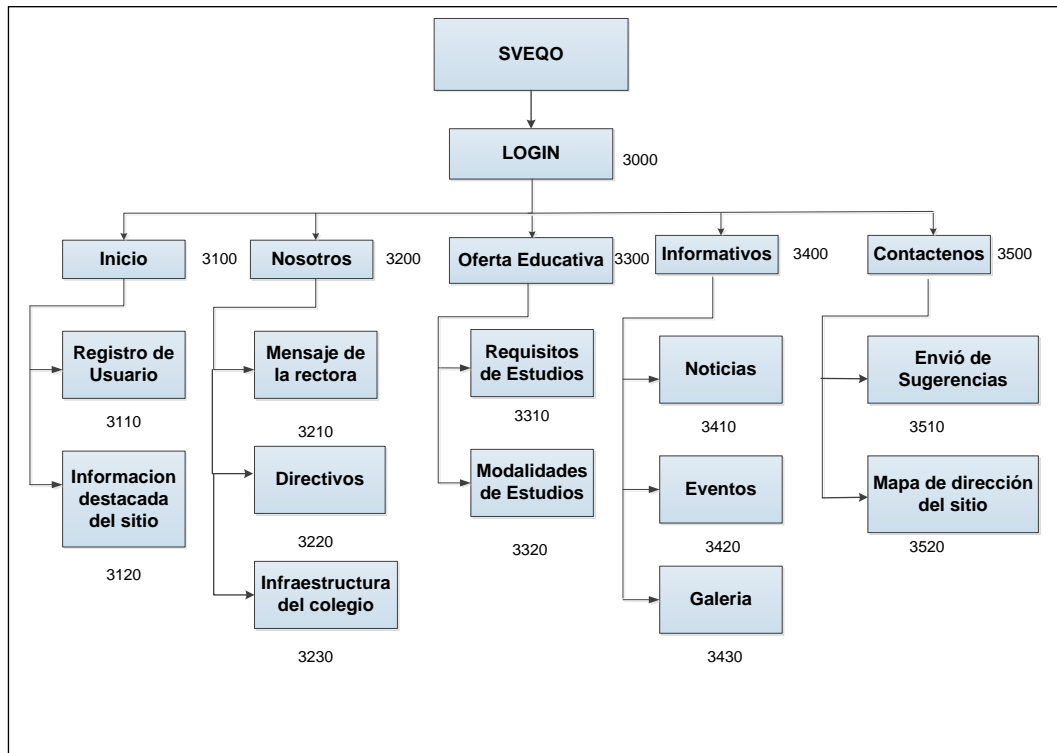 SVEQO
LOGIN
3000
Inicio
3100
Nosotros
3200
Oferta Educativa
3300
Informativos
3400
Contactenos
3500
Registro de
Usuario
3110
Informacion
destacada
del sitio
3120
Mensaje de
la rectora
3210
Directivos
3220
Infraestructura
del colegio
3230
Requisitos
de Estudios
3310
Modalidades
de Estudios
3320
Noticias
3410
Eventos
3420
Galeria
3430
Envió de
Sugerencias
3510
Mapa de dirección
del sitio
3520